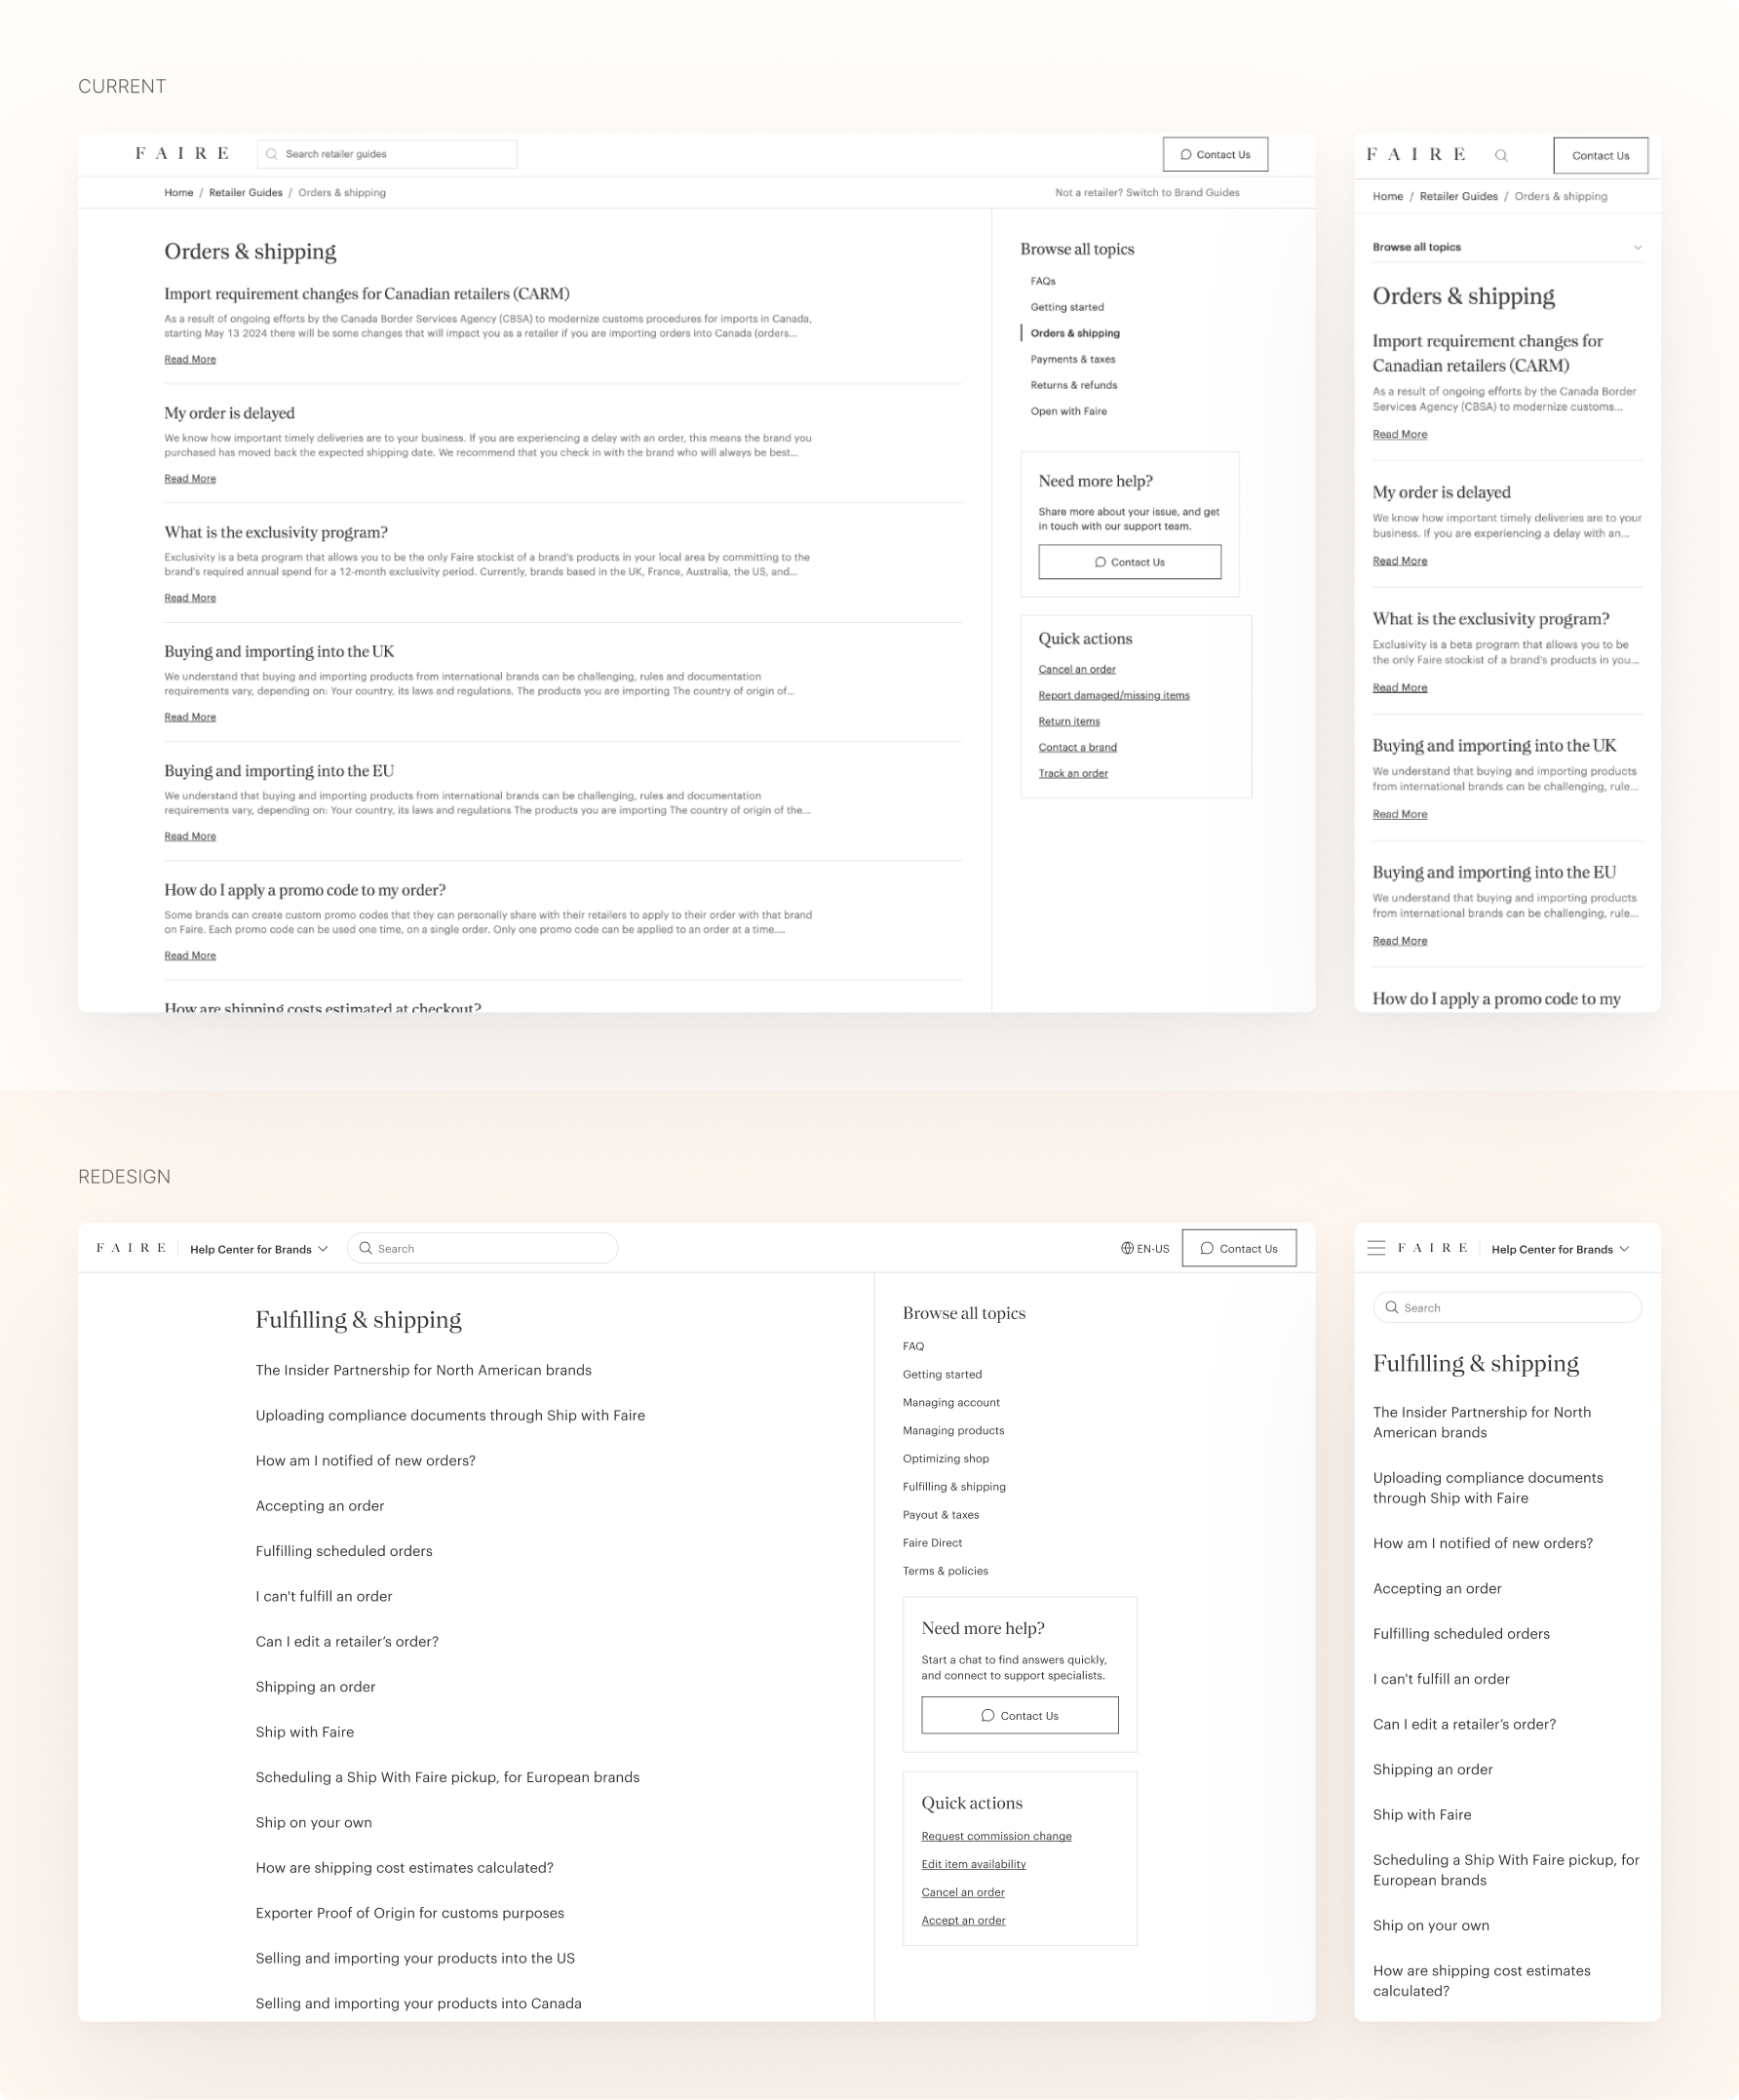 CURRENT
FAIRE
Search retailer guides
Contact Us
Home / Retailer Guides / Orders & shipping
Not a retailer? Switch to Brand Guides
Orders & shipping
Import requirement changes for Canadian retailers (CARM)
As a result of ongoing efforts by the Canada Border Services Agency (CBSA) to modernize customs procedures for imports in Canada,
starting May 13 2024 there will be some changes that will impact you as a retailer if you are importing orders into Canada (orders...
Read More
My order is delayed
We know how important timely deliveries are to your business. If you are experiencing a delay with an order, this means the brand you
purchased has moved back the expected shipping date. We recommend that you check in with the brand who will always be best...
Read More
What is the exclusivity program?
Exclusivity is a beta program that allows you to be the only Faire stockist of a brand's products in your local area by committing to the
brand's required annual spend for a 12-month exclusivity period. Currently, brands based in the UK, France, Australia, the US, and...
Read More
Buying and importing into the UK
We understand that buying and importing products from international brands can be challenging, rules and documentation
requirements vary, depending on: Your country, its laws and regulations. The products you are importing The country of origin of...
Read More
Buying and importing into the EU
We understand that buying and importing products from international brands can be challenging, rules and documentation
requirements vary, depending on: Your country, its laws and regulations The products you are importing The country of origin of the...
Read More
How do I apply a promo code to my order?
Some brands can create custom promo codes that they can personally share with their retailers to apply to their order with that brand
on Faire. Each promo code can be used one time, on a single order. Only one promo code can be applied to an order at a time....
Read More
How are shipping costs estimated at checkout?
Browse all topics
FAQs
Getting started
Orders & shipping
Payments & taxes
Returns & refunds
Open with Faire
Need more help?
Share more about your issue, and get
in touch with our support team.
Contact Us
Quick actions
Cancel an order
Report damaged/missing items
Return items
Contact a brand
Track an order
FAIRE
Contact Us
Home / Retailer Guides / Orders & shipping
Browse all topics
Orders & shipping
Import requirement changes for
Canadian retailers (CARM)
As a result of ongoing efforts by the Canada Border
Services Agency (CBSA) to modernize customs...
Read More
My order is delayed
We know how important timely deliveries are to your
business. If you are experiencing a delay with an...
Read More
What is the exclusivity program?
Exclusivity is a beta program that allows you to be
the only Faire stockist of a brand's products in you...
Read More
Buying and importing into the UK
We understand that buying and importing products
from international brands can be challenging, rule...
Read More
Buying and importing into the EU
We understand that buying and importing products
from international brands can be challenging, rule...
Read More
How do I apply a promo code to my
REDESIGN
FAIRE
Help Center for Brands
Search
EN-US
Contact Us
Fulfilling & shipping
The Insider Partnership for North American brands
Uploading compliance documents through Ship with Faire
How am I notified of new orders?
Accepting an order
Fulfilling scheduled orders
I can't fulfill an order
Can I edit a retailer’s order?
Shipping an order
Ship with Faire
Scheduling a Ship With Faire pickup, for European brands
Ship on your own
How are shipping cost estimates calculated?
Exporter Proof of Origin for customs purposes
Selling and importing your products into the US
Selling and importing your products into Canada
Browse all topics
FAQ
Getting started
Managing account
Managing products
Optimizing shop
Fulfilling & shipping
Payout & taxes
Faire Direct
Terms & policies
Need more help?
Start a chat to find answers quickly,
and connect to support specialists.
Contact Us
Quick actions
Request commission change
Edit item availability
Cancel an order
Accept an order
FAIRE
Help Center for Brands
Search
Fulfilling & shipping
The Insider Partnership for North
American brands
Uploading compliance documents
through Ship with Faire
How am I notified of new orders?
Accepting an order
Fulfilling scheduled orders
I can't fulfill an order
Can I edit a retailer’s order?
Shipping an order
Ship with Faire
Scheduling a Ship With Faire pickup, for
European brands
Ship on your own
How are shipping cost estimates
calculated?